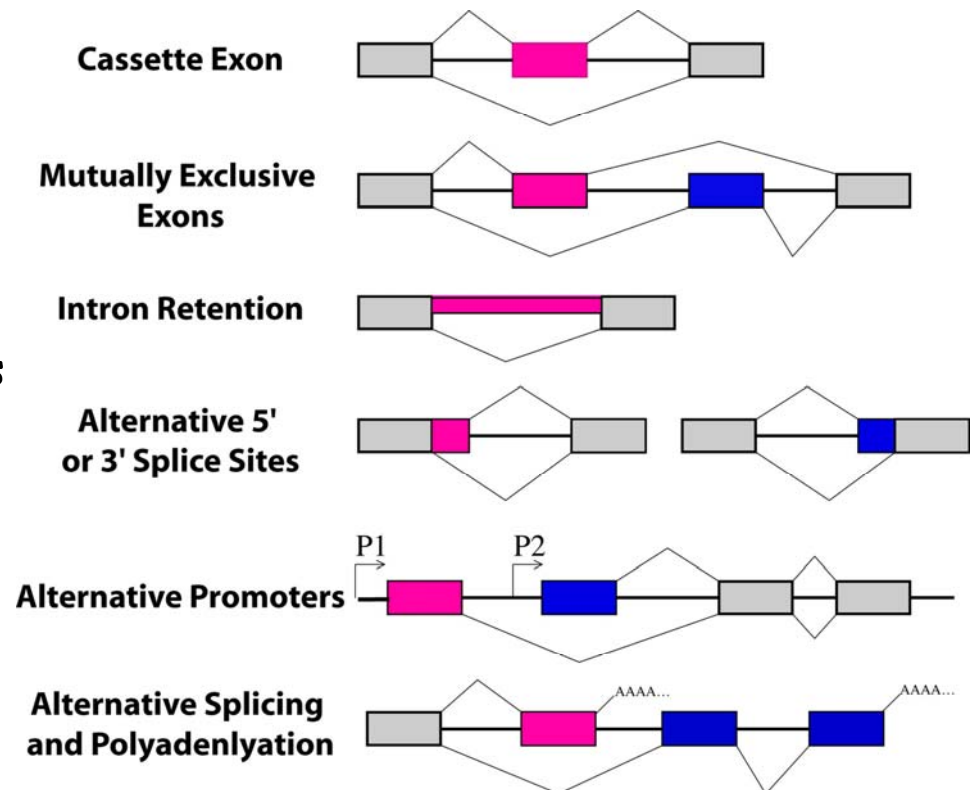 Cassette Exon
Mutually Exclusive
Exons
Intron Retention
Alternative 5'
or 3' Splice Sites
P1
P2
Alternative Promoters
AAAA...
AAAA...
Alternative Splicing
and Polyadenlyation